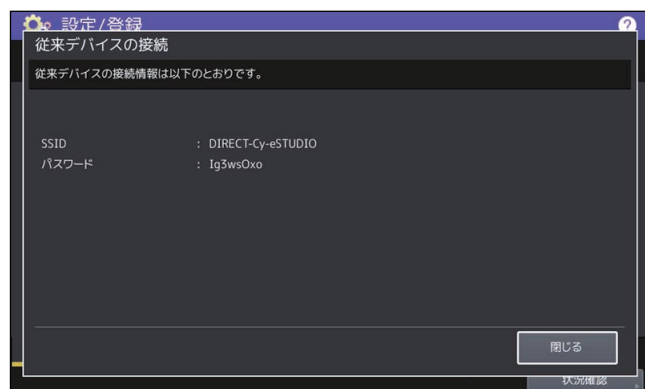 設定/登録
?
従来デバイスの接続
従来デバイスの接続情報は以下のとおりです。
SSID : DIRECT-Cy-eSTUDIO
パスワード : Ig3wsOxo
閉じる
状況確認